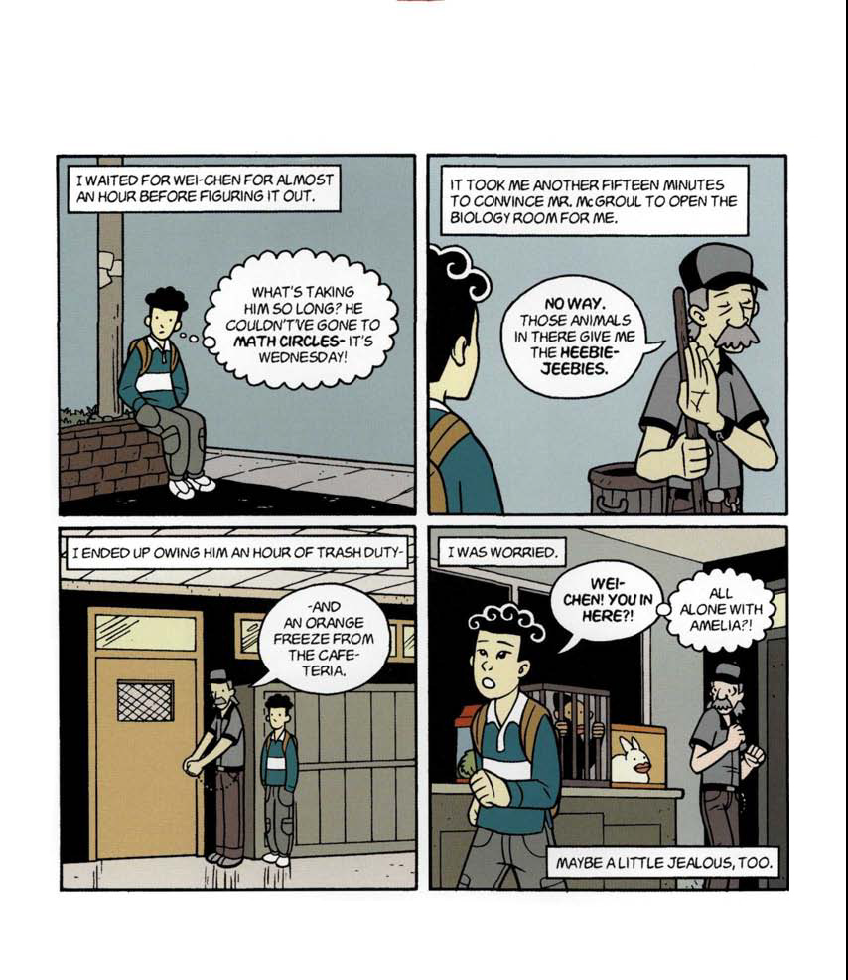 I WAITED FOR WEI-CHEN FOR ALMOST
AN HOUR BEFORE FIGURING IT OUT.
WHAT'S TAKING
HIM SO LONG? HE
COULDN'T'VE GONE TO
MATH CIRCLES- IT'S
WEDNESDAY!
IT TOOK ME ANOTHER FIFTEEN MINUTES
TO CONVINCE MR. McGROUL TO OPEN THE
BIOLOGY ROOM FOR ME.
NO WAY.
THOSE ANIMALS
IN THERE GIVE ME
THE HEEBIE-
JEEBIES.
I ENDED UP OWING HIM AN HOUR OF TRASH DUTY-
-AND
AN ORANGE
FREEZE FROM
THE CAFE-
TERIA.
I WAS WORRIED.
WEI-
CHEN! YOU IN
HERE?!
ALL
ALONE WITH
AMELIA?!
MAYBE A LITTLE JEALOUS, TOO.